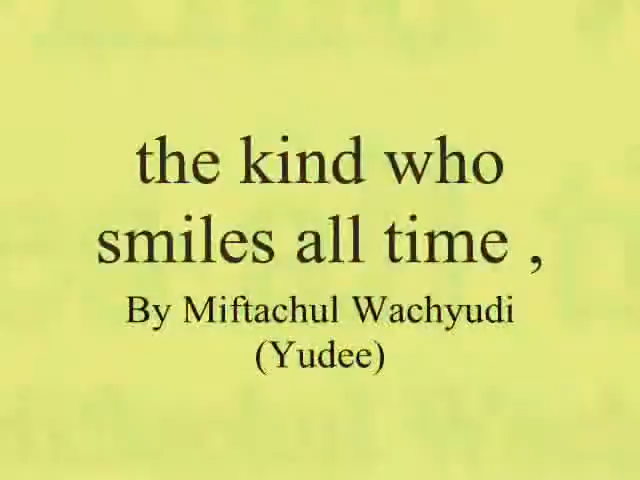 the kind who
smiles all time ,
By Miftachul Wachyudi
(Yudee)